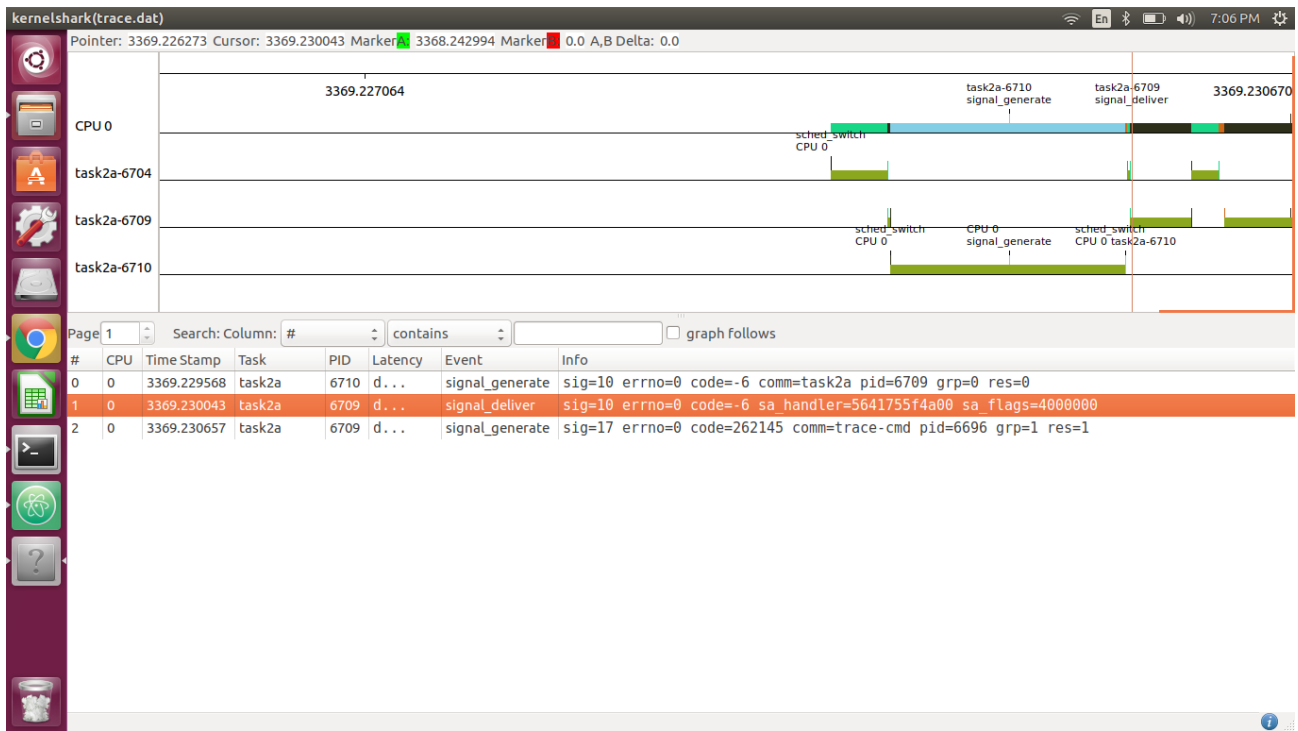 kernelshark(trace.dat)
En
7:06 PM
Pointer: 3369.226273 Cursor: 3369.230043 MarkerA: 3368.242994 MarkerB: 0.0 A,B Delta: 0.0
3369.227064
task2a-6710
signal_generate
task2a-6709
signal_deliver
3369.230670
CPU 0
sched_switch
CPU 0
task2a-6704
task2a-6709
sched_switch
CPU 0
CPU 0
signal_generate
sched_switch
CPU 0 task2a-6710
task2a-6710
Page 1 Search: Column: # contains graph follows
# CPU Time Stamp Task PID Latency Event Info
0 0 3369.229568 task2a 6710 d... signal_generate sig=10 errno=0 code=-6 comm=task2a pid=6709 grp=0 res=0
1 0 3369.230043 task2a 6709 d... signal_deliver sig=10 errno=0 code=-6 sa_handler=5641755f4a00 sa_flags=4000000
2 0 3369.230657 task2a 6709 d... signal_generate sig=17 errno=0 code=262145 comm=trace-cmd pid=6696 grp=1 res=1